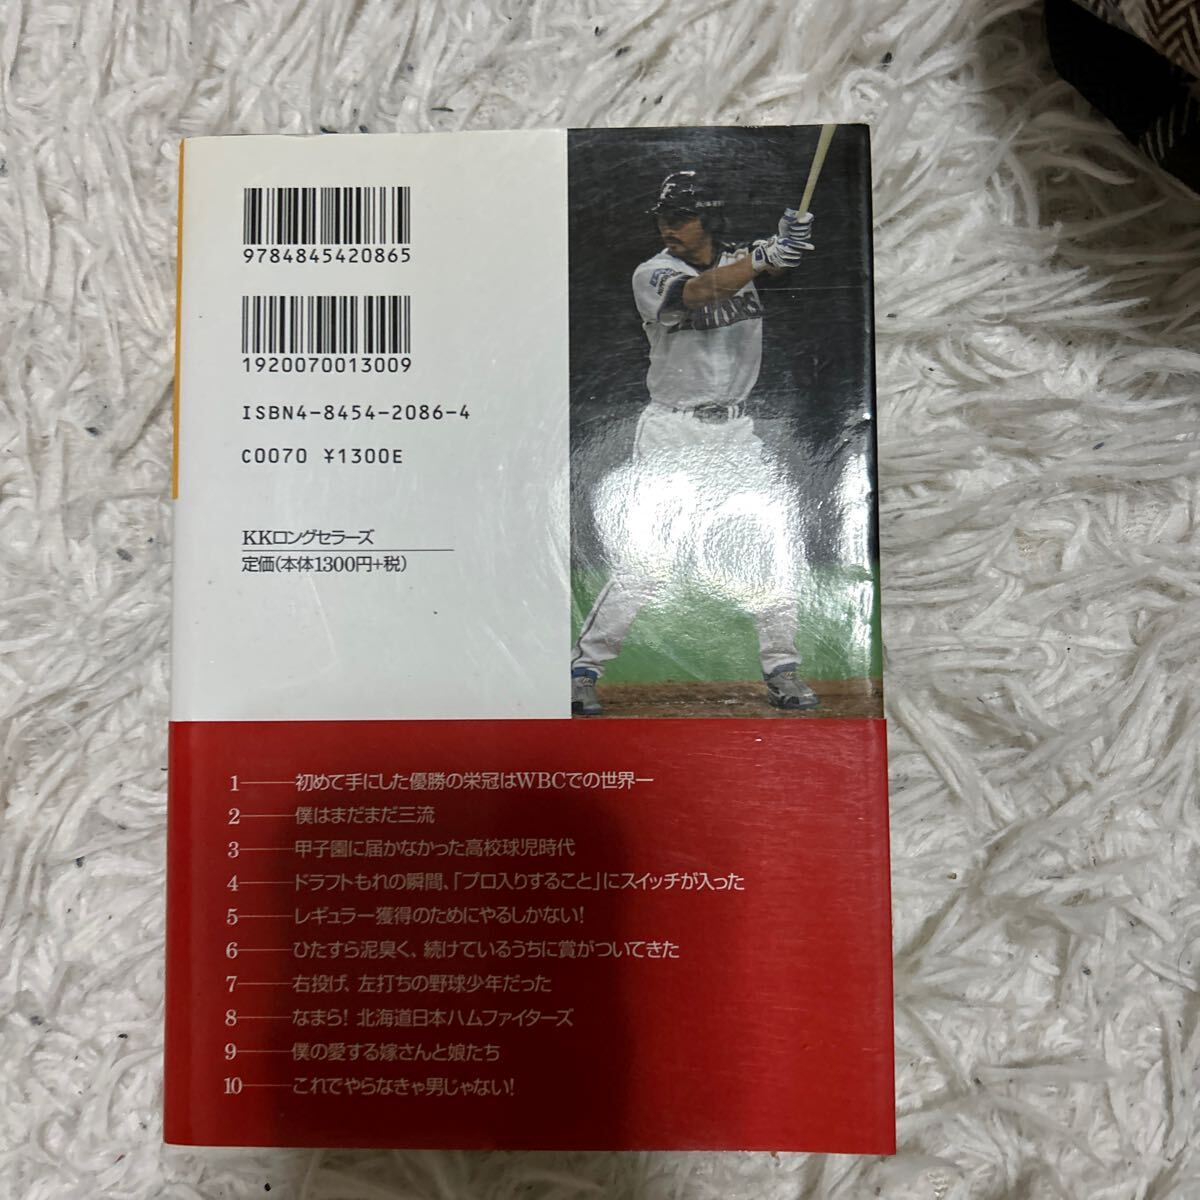 9784845420865
1920070013009
ISBN4-8454-2086-4
C0070 ¥1300E
KKロングセラーズ
定価(本体1300円+税)
1――初めて手にした優勝の栄冠はWBCでの世界一
2――僕はまだまだ三流
3――甲子園に届かなかった高校球児時代
4――ドラフトもれの瞬間、「プロ入りすること」にスイッチが入った
5――レギュラー獲得のためにやるしかない!
6――ひたすら泥臭く、続けているうちに賞がついてきた
7――右投げ、左打ちの野球少年だった
8――なまら! 北海道日本ハムファイターズ
9――僕の愛する嫁さんと娘たち
10――これでやらなきゃ男じゃない!